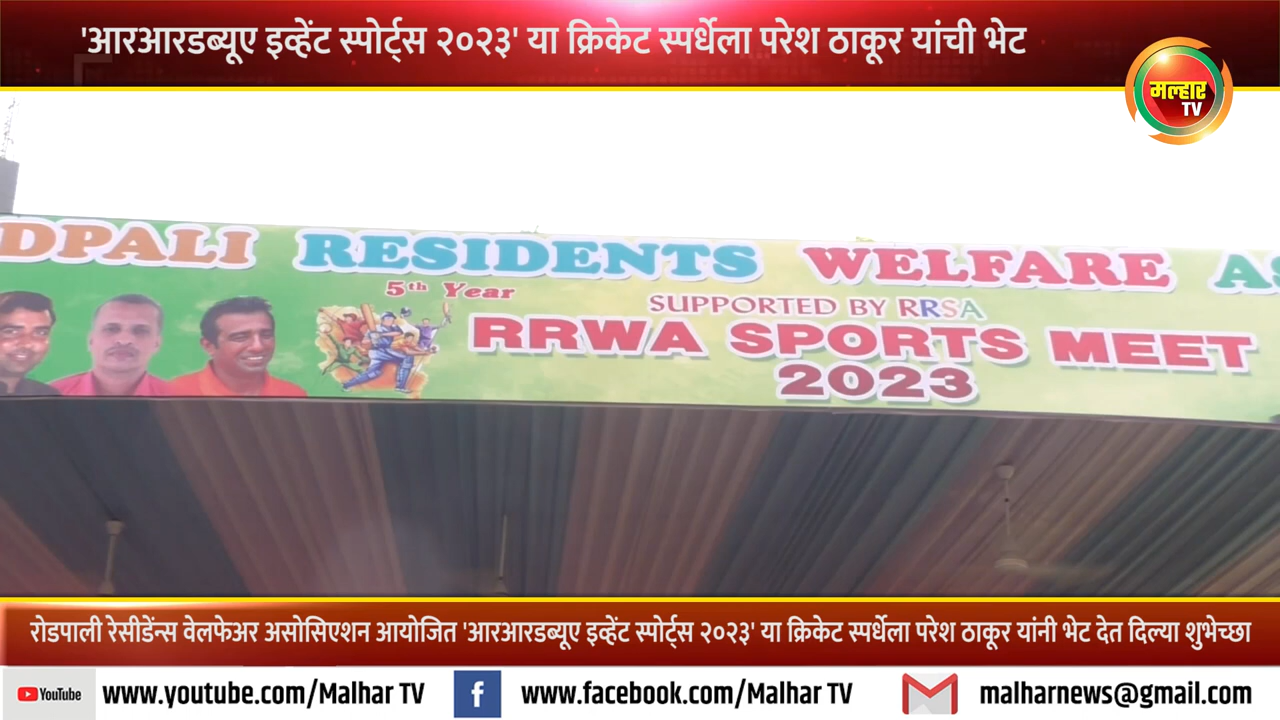 'आरआरडब्यूए इव्हेंट स्पोर्ट्स २०२३' या क्रिकेट स्पर्धेला परेश ठाकूर यांची भेट
मल्हार
TV
DPALI RESIDENTS WELFARE AS
5th Year
SUPPORTED BY RRSA
RRWA SPORTS MEET
2023
रोडपाली रेसीडेंन्स वेलफेअर असोसिएशन आयोजित 'आरआरडब्यूए इव्हेंट स्पोर्ट्स २०२३' या क्रिकेट स्पर्धेला परेश ठाकूर यांनी भेट देत दिल्या शुभेच्छा
YouTube www.youtube.com/Malhar TV www.facebook.com/Malhar TV malharnews@gmail.com